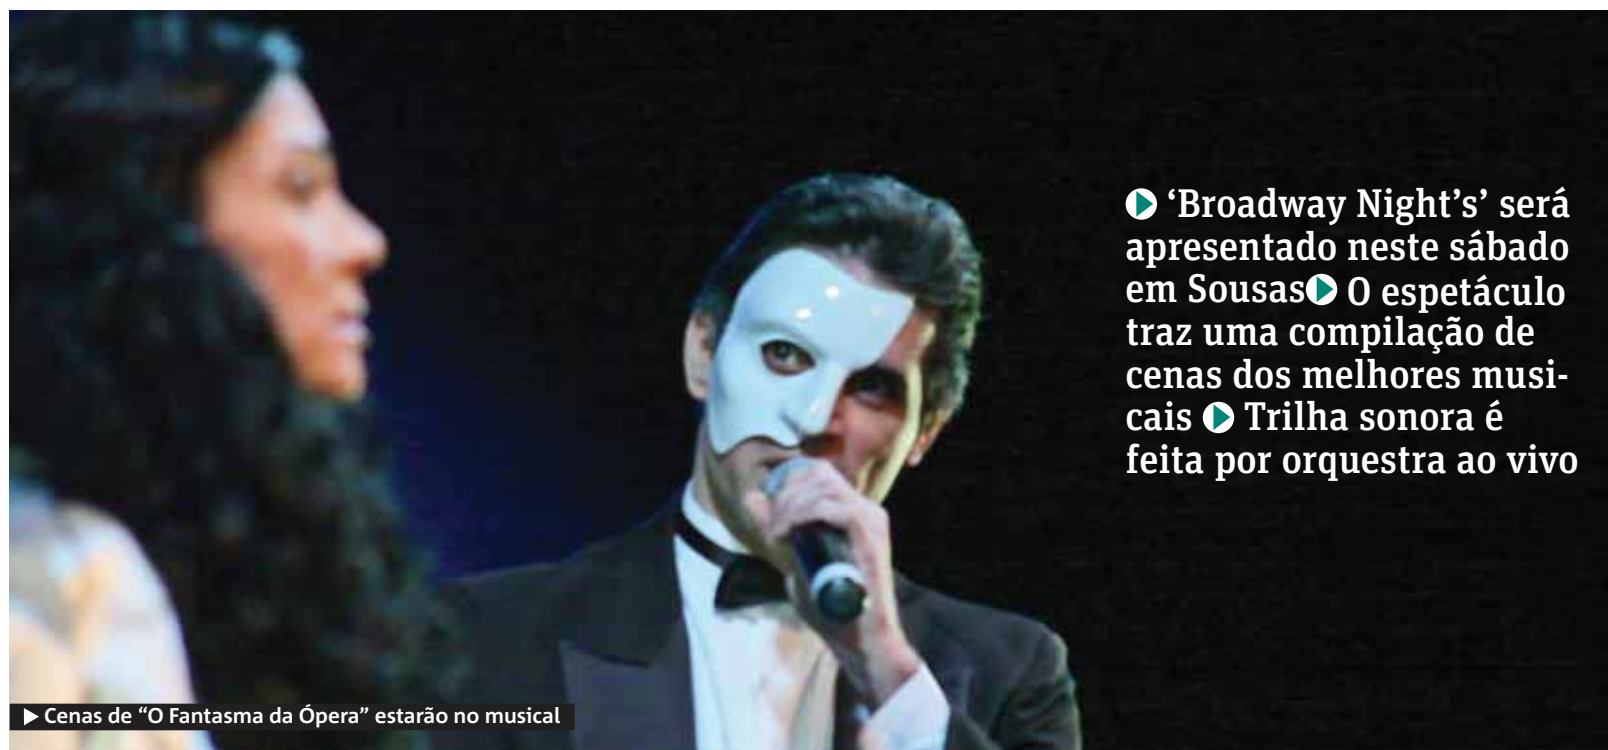 ‘Broadway Night’s’ será
apresentado neste sábado
em Sousas O espetáculo
traz uma compilação de
cenas dos melhores musi-
cais Trilha sonora é
feita por orquestra ao vivo
Cenas de “O Fantasma da Ópera” estarão no musical